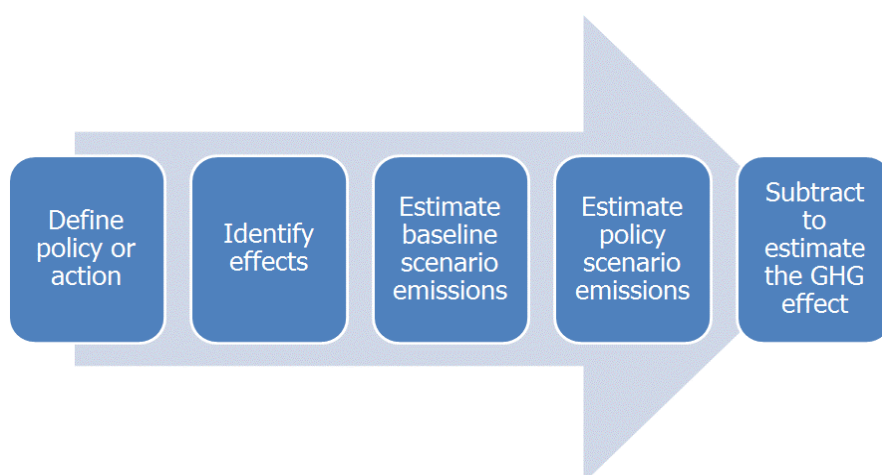 Define
policy or
action
Identify
effects
Estimate
baseline
scenario
emissions
Estimate
policy
scenario
emissions
Subtract
to
estimate
the GHG
effect